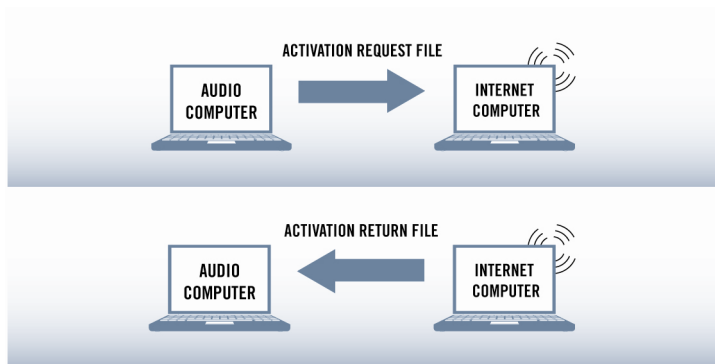 ACTIVATION REQUEST FILE
AUDIO
COMPUTER
INTERNET
COMPUTER
ACTIVATION RETURN FILE
AUDIO
COMPUTER
INTERNET
COMPUTER